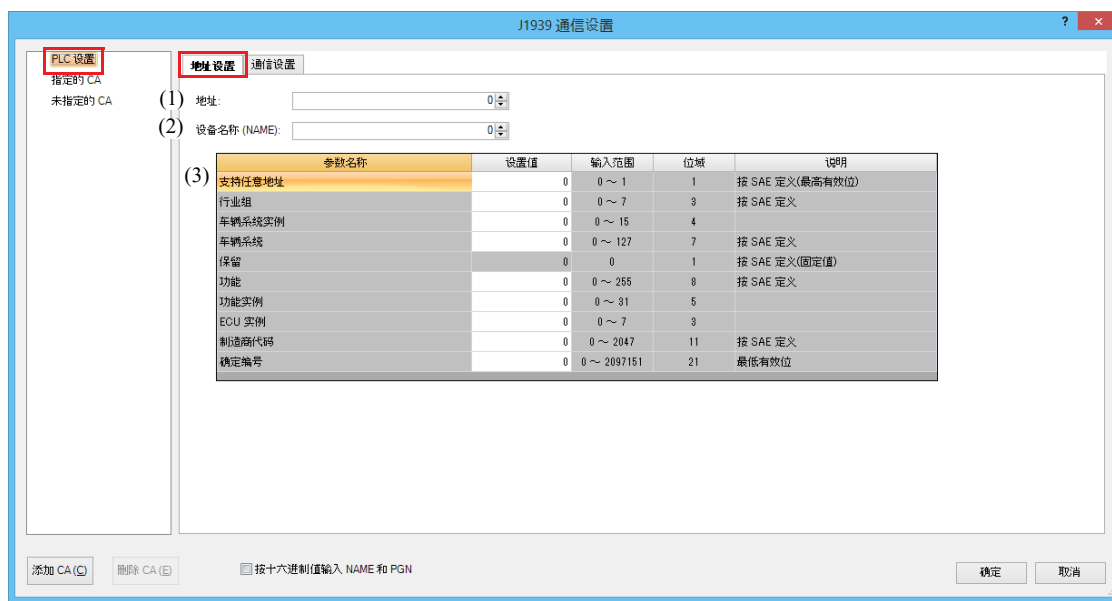 J1939 通信设置
? ×
PLC 设置
指定的 CA
未指定的 CA
地址设置 通信设置
(1) 地址: 0
(2) 设备名称 (NAME): 0
(3)
参数名称 设置值 输入范围 位域 说明
支持任意地址 0 0 ～ 1 1 按 SAE 定义(最高有效位)
行业组 0 0 ～ 7 3 按 SAE 定义
车辆系统实例 0 0 ～ 15 4
车辆系统 0 0 ～ 127 7 按 SAE 定义
保留 0 0 1 按 SAE 定义(固定值)
功能 0 0 ～ 255 8 按 SAE 定义
功能实例 0 0 ～ 31 5
ECU 实例 0 0 ～ 7 3
制造商代码 0 0 ～ 2047 11 按 SAE 定义
确定编号 0 0 ～ 2097151 21 最低有效位
添加 CA(C) 删除 CA(E) 按十六进制值输入 NAME 和 PGN 确定 取消